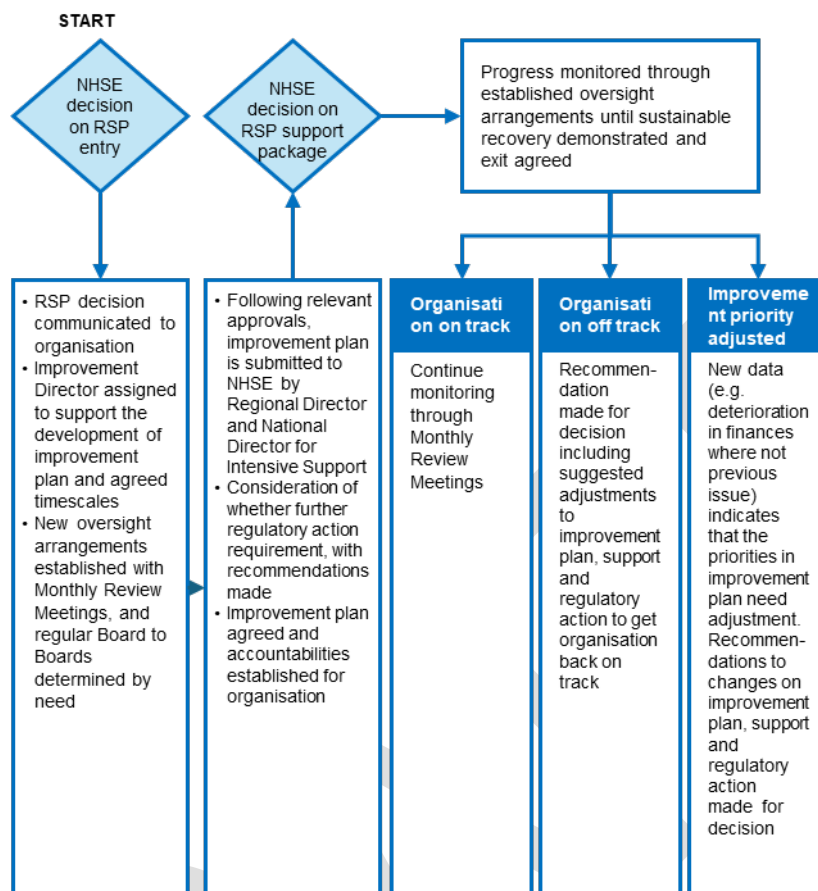 START
NHSE
decision
on RSP
entry
NHSE
decision on
RSP support
package
Progress monitored through
established oversight
arrangements until sustainable
recovery demonstrated and
exit agreed
• RSP decision
communicated to
organisation
• Improvement
Director assigned
to support the
development of
improvement
plan and agreed
timescales
• New oversight
arrangements
established with
Monthly Review
Meetings, and
regular Board to
Boards
determined by
need
• Following relevant
approvals,
improvement plan
is submitted to
NHSE by
Regional Director
and National
Director for
Intensive Support
• Consideration of
whether further
regulatory action
requirement, with
recommendations
made
• Improvement plan
agreed and
accountabilities
established for
organisation
Organisati
on on track
Continue
monitoring
through
Monthly
Review
Meetings
Organisati
on off track
Recommen-
dation
made for
decision
including
suggested
adjustments
to
improvement
plan, support
and
regulatory
action to get
organisation
back on
track
Improveme
nt priority
adjusted
New data
(e.g.
deterioration
in finances
where not
previous
issue)
indicates
that the
priorities in
improvement
plan need
adjustment.
Recommen-
dations to
changes on
improvement
plan, support
and
regulatory
action
made for
decision